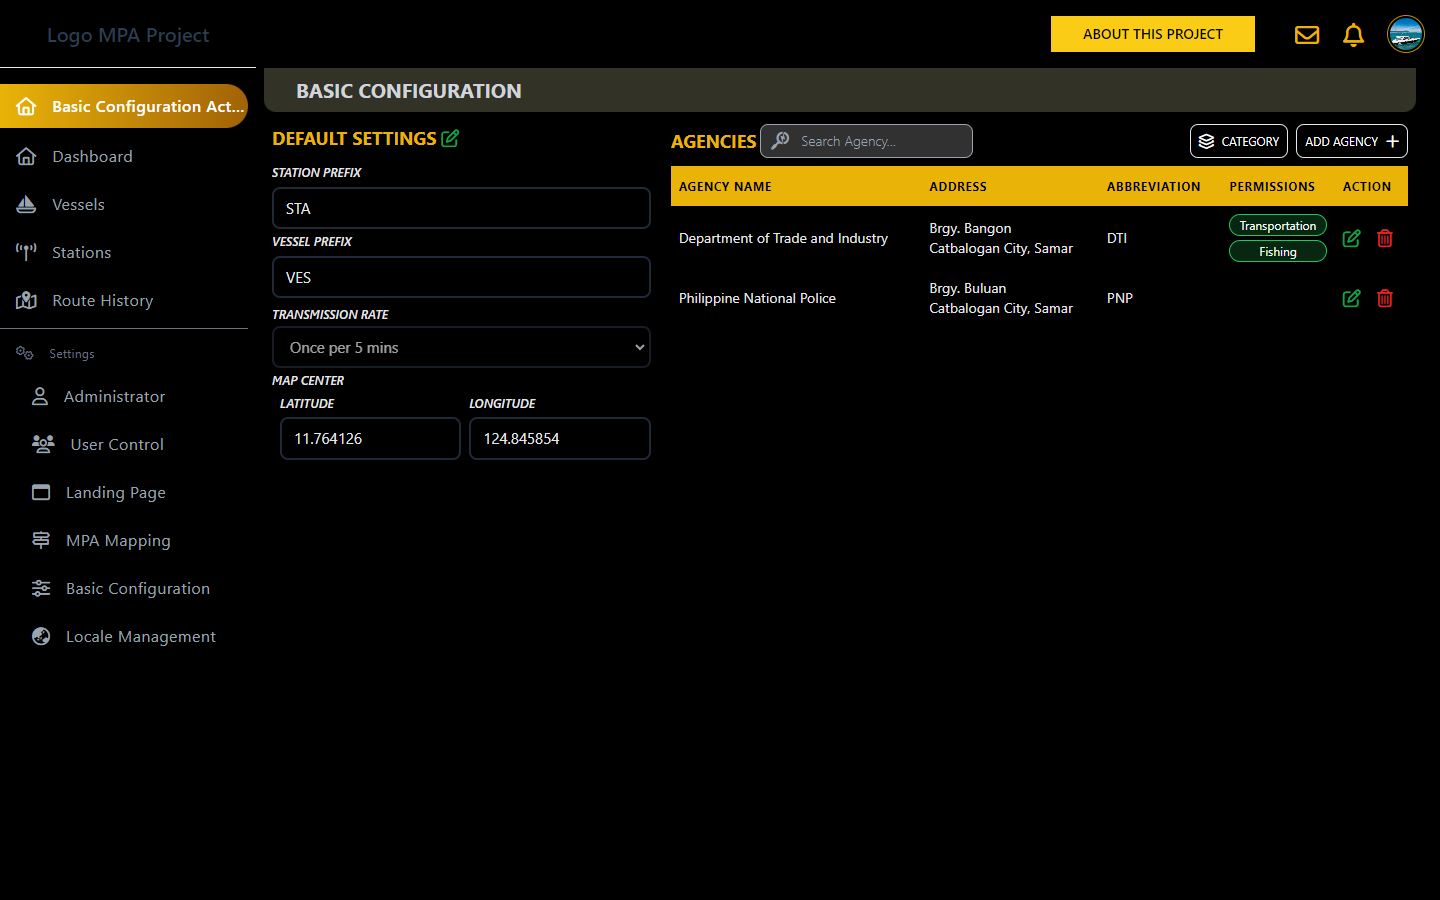 Logo MPA Project
ABOUT THIS PROJECT
Basic Configuration Act...
Dashboard
Vessels
Stations
Route History
Settings
Administrator
User Control
Landing Page
MPA Mapping
Basic Configuration
Locale Management
BASIC CONFIGURATION
DEFAULT SETTINGS
STATION PREFIX
STA
VESSEL PREFIX
VES
TRANSMISSION RATE
Once per 5 mins
MAP CENTER
LATITUDE LONGITUDE
11.764126 124.845854
AGENCIES Search Agency... CATEGORY ADD AGENCY
AGENCY NAME ADDRESS ABBREVIATION PERMISSIONS ACTION
Department of Trade and Industry
Brgy. Bangon
Catbalogan City, Samar
DTI
Transportation
Fishing
Philippine National Police
Brgy. Buluan
Catbalogan City, Samar
PNP